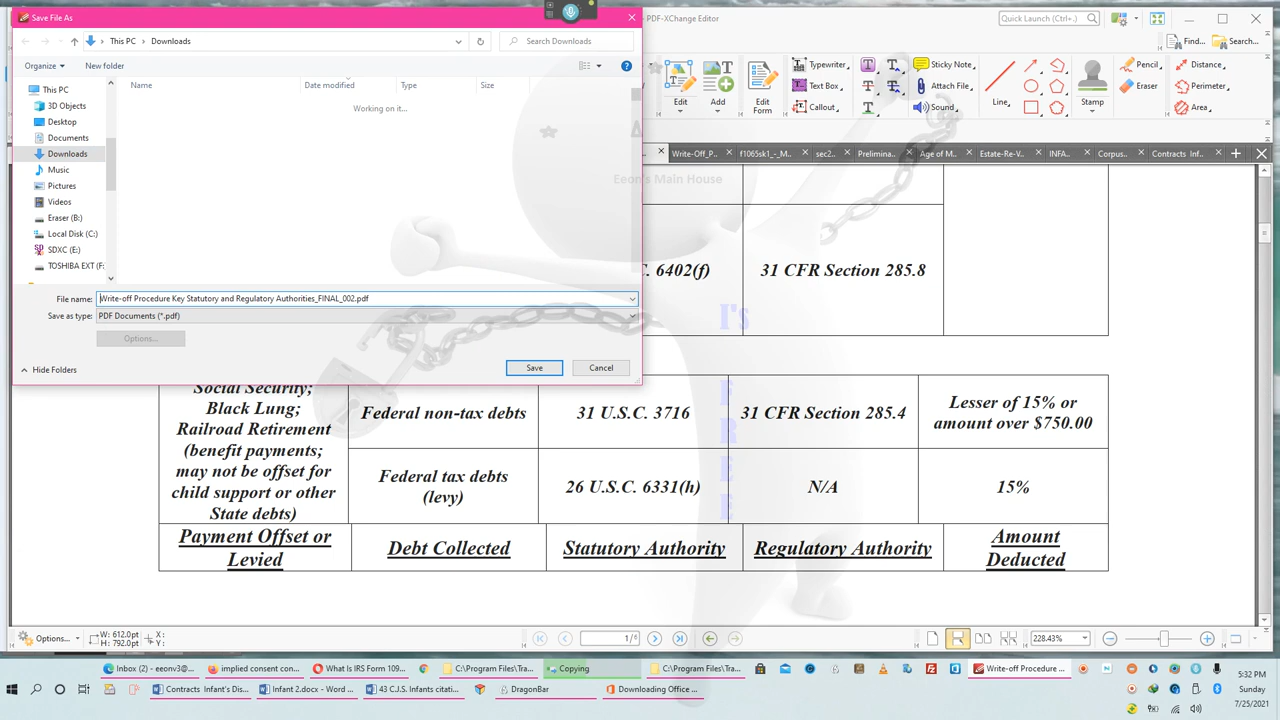 Save File As
PDF-XChange Editor
Quick Launch (Ctrl+.)
This PC > Downloads
Search Downloads
Organize
New folder
Find...
Search...
Name
Date modified
Type
Size
Working on it...
This PC
3D Objects
Desktop
Documents
Downloads
Music
Pictures
Videos
Eraser (B:)
Local Disk (C:)
SDXC (E:)
TOSHIBA EXT (F:
File name:
Write-off Procedure Key Statutory and Regulatory Authorities_FINAL_002.pdf
Save as type:
PDF Documents (*.pdf)
Options...
Hide Folders
Save
Cancel
Edit
Add
Edit Form
Typewriter
Text Box
Callout
Sticky Note
Attach File
Sound
Line
Stamp
Pencil
Eraser
Distance
Perimeter
Area
Write-Off_P...
f1065sk1_-_M...
sec2...
Prelimina...
Age of M...
Estate-Re-V...
INFA...
Corpus...
Contracts Inf...
Eeon's Main House
C. 6402(f)
31 CFR Section 285.8
I's
F
R
E
E
Social Security;
Black Lung;
Railroad Retirement
(benefit payments;
may not be offset for
child support or other
State debts)
Federal non-tax debts
31 U.S.C. 3716
31 CFR Section 285.4
Lesser of 15% or
amount over $750.00
Federal tax debts
(levy)
26 U.S.C. 6331(h)
N/A
15%
Payment Offset or
Levied
Debt Collected
Statutory Authority
Regulatory Authority
Amount
Deducted
Options...
W: 612.0pt
H: 792.0pt
X:
Y:
228.43%
Inbox (2) - eeonv3@...
implied consent con...
What Is IRS Form 109...
C:\Program Files\Tra...
Copying
C:\Program Files\Tra...
Write-off Procedure ...
Contracts Infant's Dis...
Infant 2.docx - Word ...
43 C.J.S. Infants citati...
DragonBar
Downloading Office ...
5:32 PM
Sunday
7/25/2021